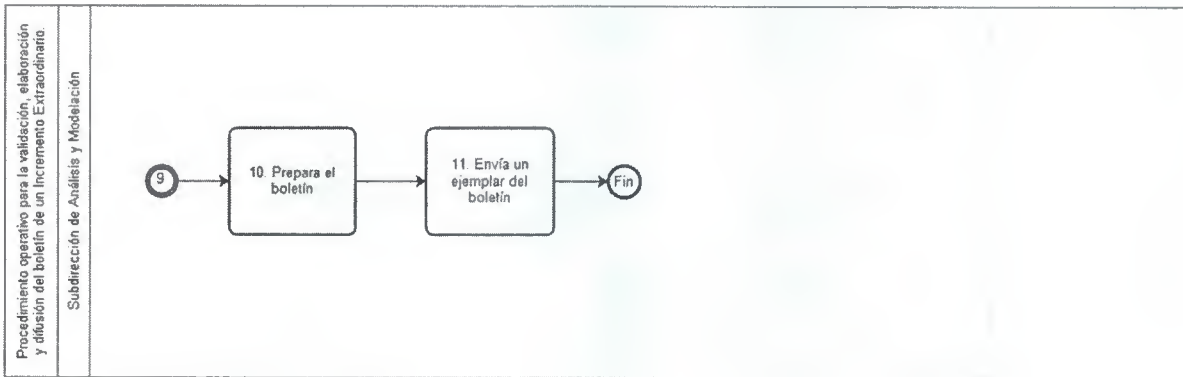 Procedimiento operativo para la validación, elaboración
y difusión del boletín de un Incremento Extraordinario.
Subdirección de Análisis y Modelación
9
10. Prepara el
boletín
11. Envía un
ejemplar del
boletín
Fin